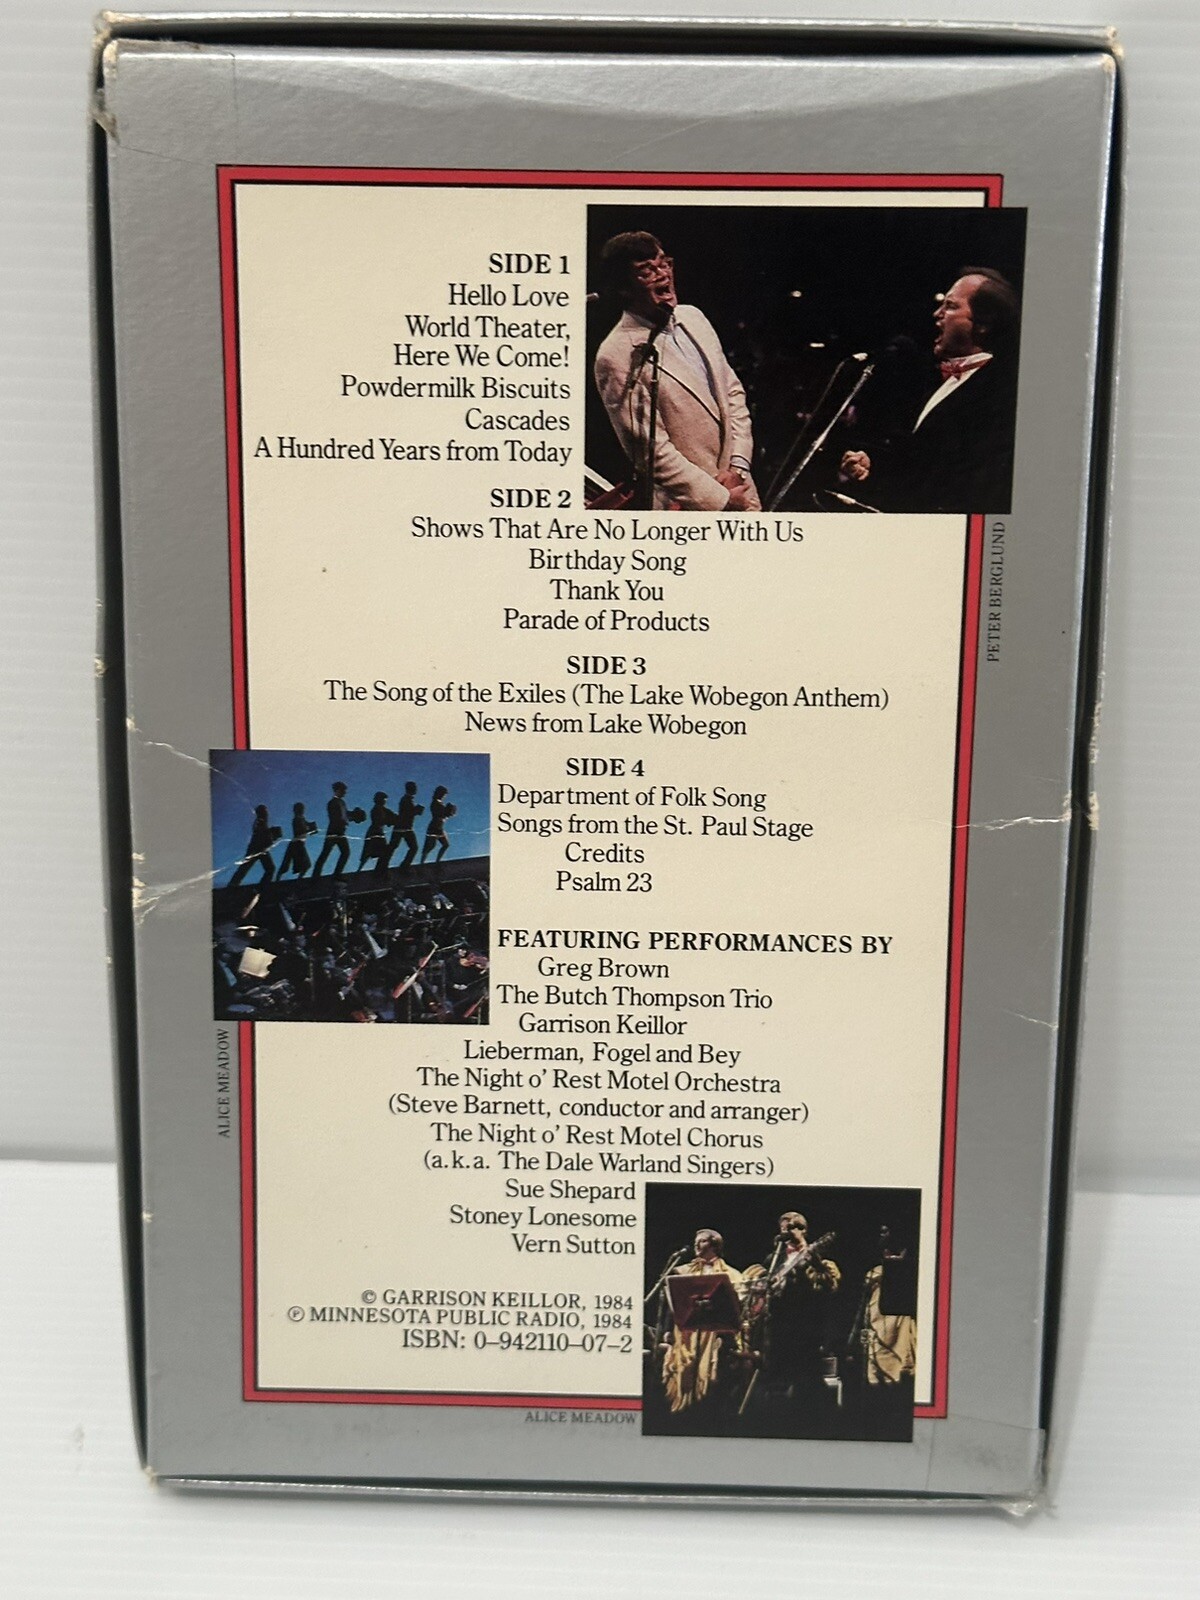 SIDE 1
Hello Love
World Theater,
Here We Come!
Powdermilk Biscuits
Cascades
A Hundred Years from Today
SIDE 2
Shows That Are No Longer With Us
Birthday Song
Thank You
Parade of Products
SIDE 3
The Song of the Exiles (The Lake Wobegon Anthem)
News from Lake Wobegon
SIDE 4
Department of Folk Song
Songs from the St. Paul Stage
Credits
Psalm 23
FEATURING PERFORMANCES BY
Greg Brown
The Butch Thompson Trio
Garrison Keillor
Lieberman, Fogel and Bey
The Night o' Rest Motel Orchestra
(Steve Barnett, conductor and arranger)
The Night o' Rest Motel Chorus
(a.k.a. The Dale Warland Singers)
Sue Shepard
Stoney Lonesome
Vern Sutton
© GARRISON KEILLOR, 1984
℗ MINNESOTA PUBLIC RADIO, 1984
ISBN: 0–942110–07–2
PETER BERGLUND
ALICE MEADOW
ALICE MEADOW